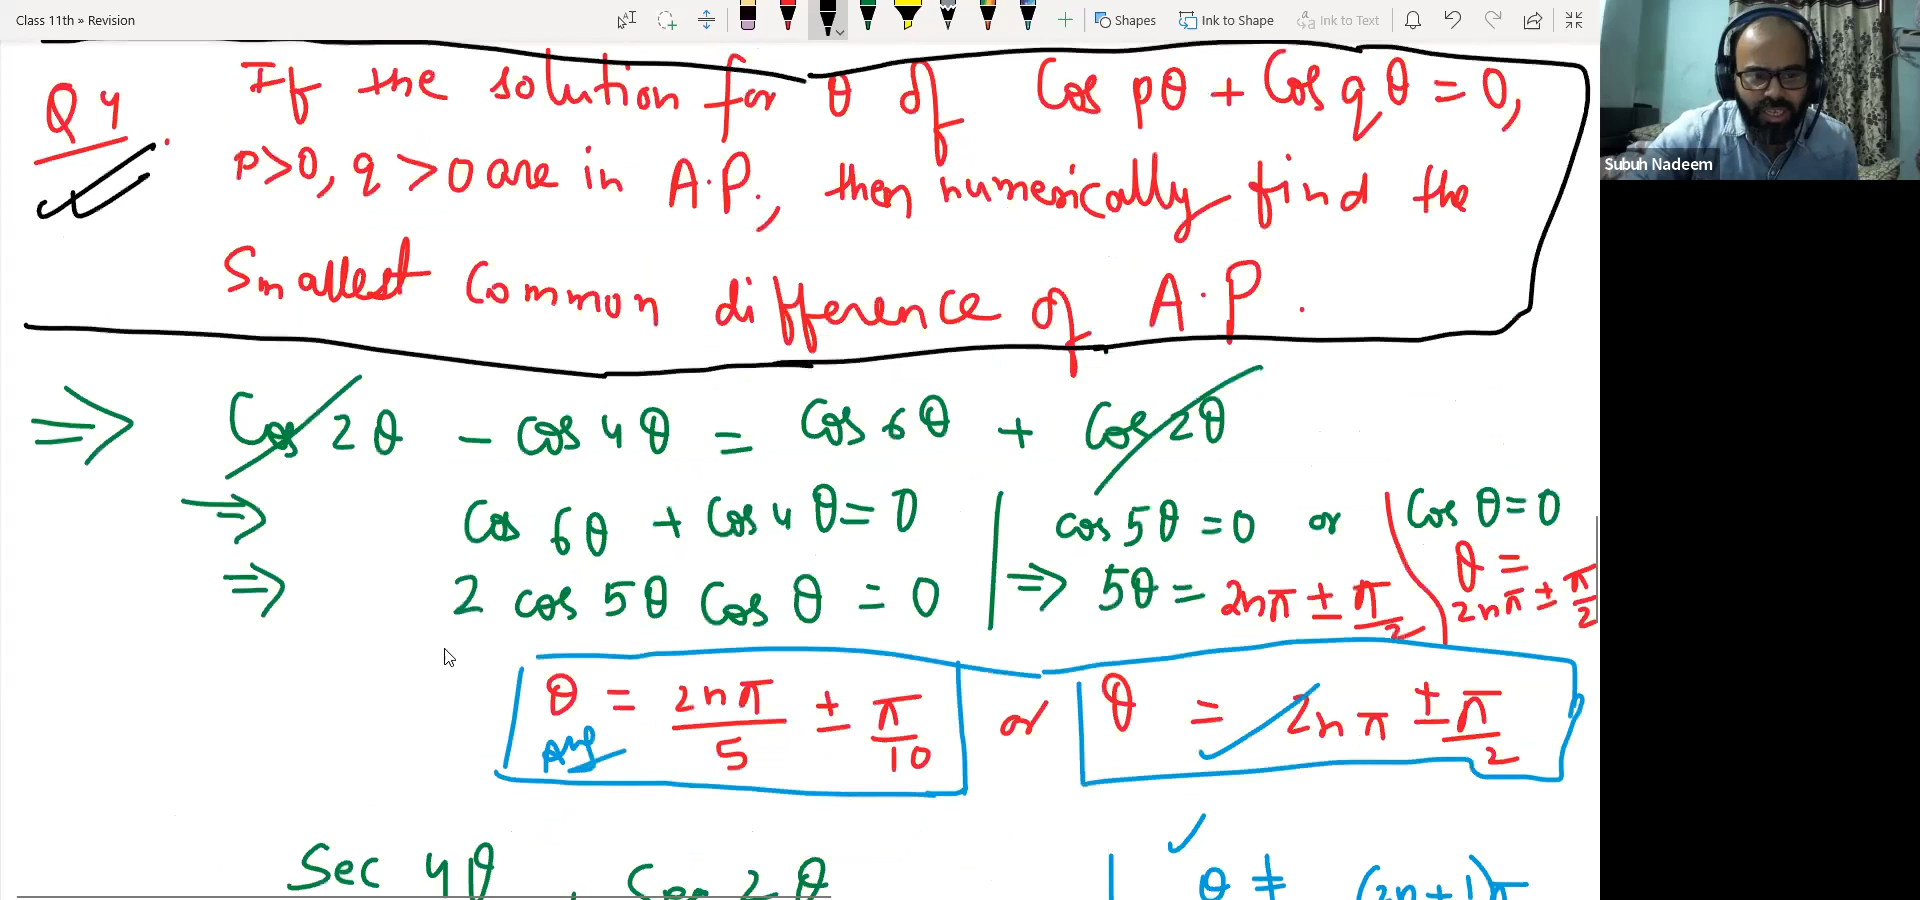 Class 11th » Revision
Shapes
Ink to Shape
Ink to Text
Q4. If the solution for θ of Cos pθ + Cos qθ = 0,
p>0, q>0 are in A.P., then numerically find the
Smallest Common difference of A.P.
Subuh Nadeem
⇒ Cos 2θ - cos 4θ = Cos 6θ + Cos 2θ
⇒ Cos 6θ + Cos 4θ = 0 | cos 5θ = 0 or Cos θ = 0
⇒ 2 cos 5θ Cos θ = 0 | ⇒ 5θ = 2nπ ± π/2 | θ = 2nπ ± π/2
θ = 2nπ/5 ± π/10 or θ = 2nπ ± π/2
Ans
Sec 4θ Sec 2θ | θ ≠ (2n+1)π